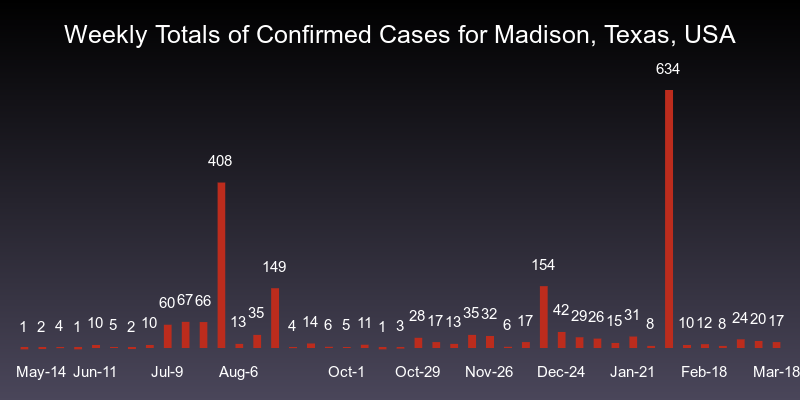 Weekly Totals of Confirmed Cases for Madison, Texas, USA
634
408
149
154
1 2 4 1 10 5 2 10 60 67 66 13 35 4 14 6 5 11 1 3 28 17 13 35 32 6 17 42 29 26 15 31 8 10 12 8 24 20 17
May-14 Jun-11 Jul-9 Aug-6 Oct-1 Oct-29 Nov-26 Dec-24 Jan-21 Feb-18 Mar-18